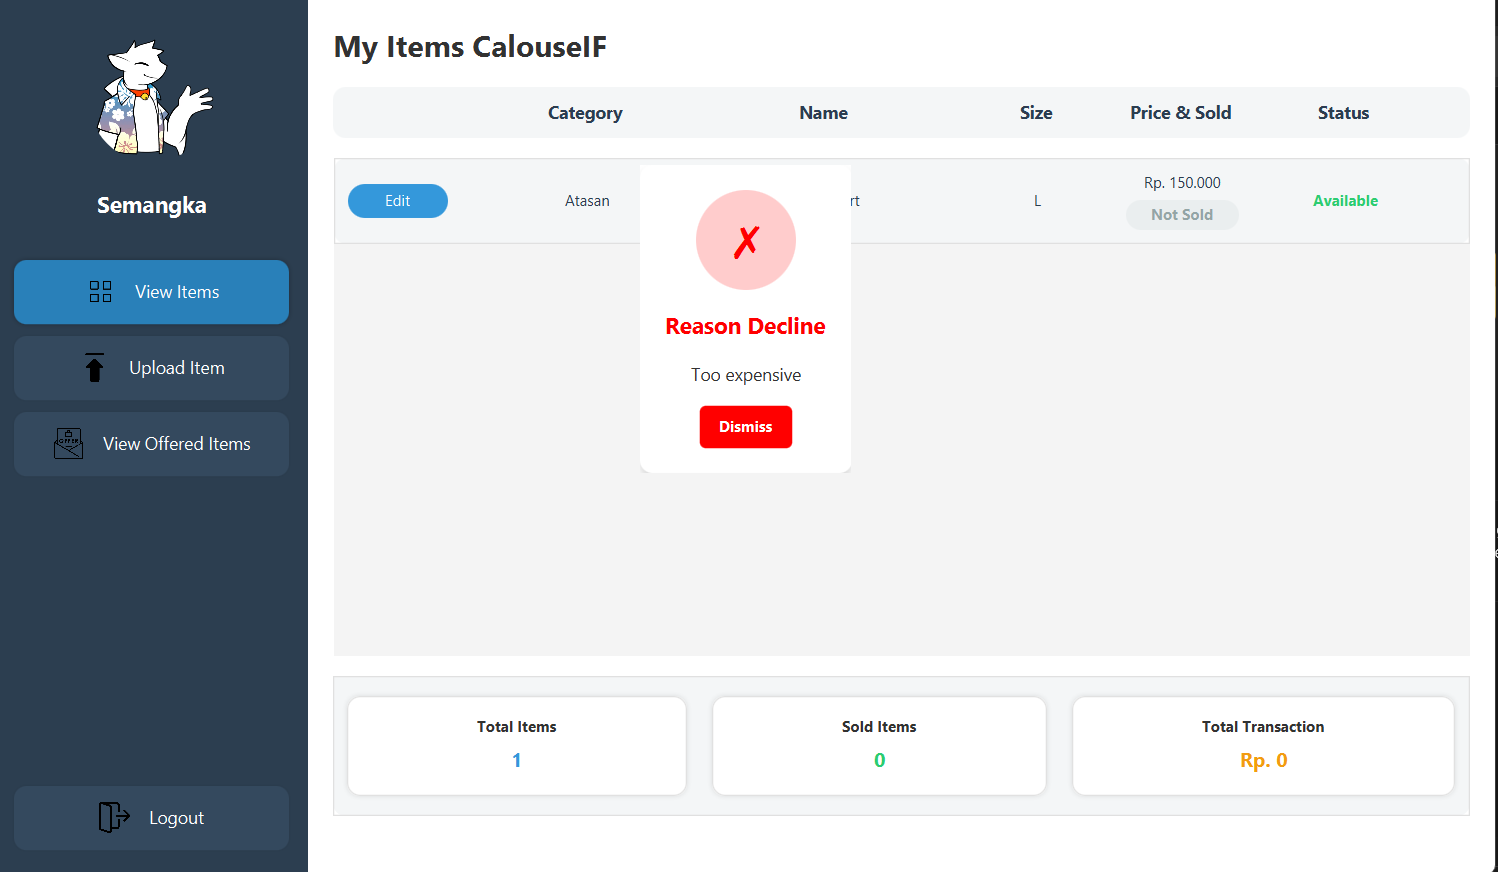 My Items CalouseIF
Semangka
View Items
Upload Item
OFFER
View Offered Items
Logout
Category Name Size Price & Sold Status
Edit Atasan L Rp. 150.000 Available
Not Sold
✗
Reason Decline
Too expensive
Dismiss
Total Items
1
Sold Items
0
Total Transaction
Rp. 0